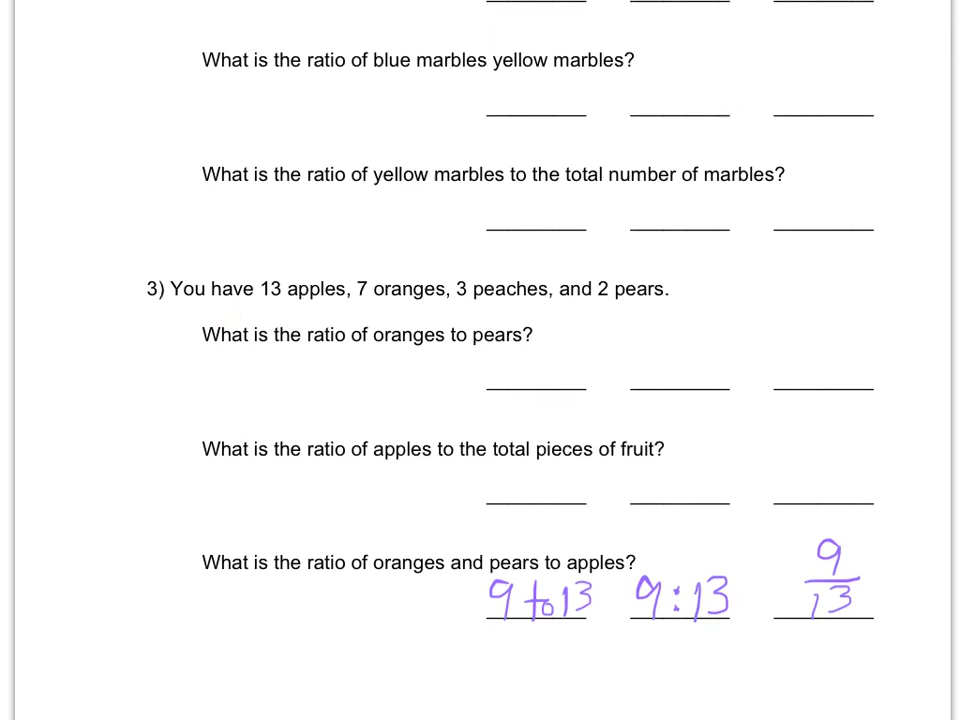 What is the ratio of blue marbles yellow marbles?
What is the ratio of yellow marbles to the total number of marbles?
3) You have 13 apples, 7 oranges, 3 peaches, and 2 pears.
What is the ratio of oranges to pears?
What is the ratio of apples to the total pieces of fruit?
What is the ratio of oranges and pears to apples?
9 to 13 9:13 9/13